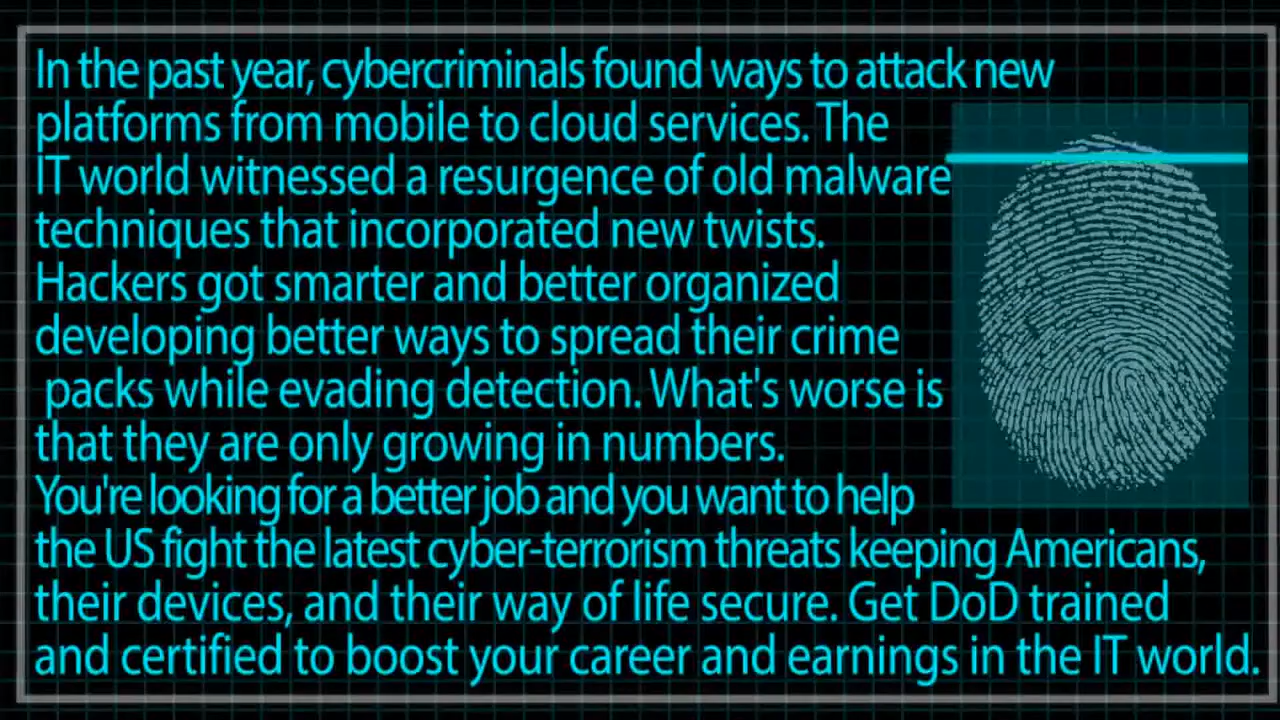 In the past year, cybercriminals found ways to attack new
platforms from mobile to cloud services. The
IT world witnessed a resurgence of old malware
techniques that incorporated new twists.
Hackers got smarter and better organized
developing better ways to spread their crime
packs while evading detection. What's worse is
that they are only growing in numbers.
You're looking for a better job and you want to help
the US fight the latest cyber-terrorism threats keeping Americans,
their devices, and their way of life secure. Get DoD trained
and certified to boost your career and earnings in the IT world.